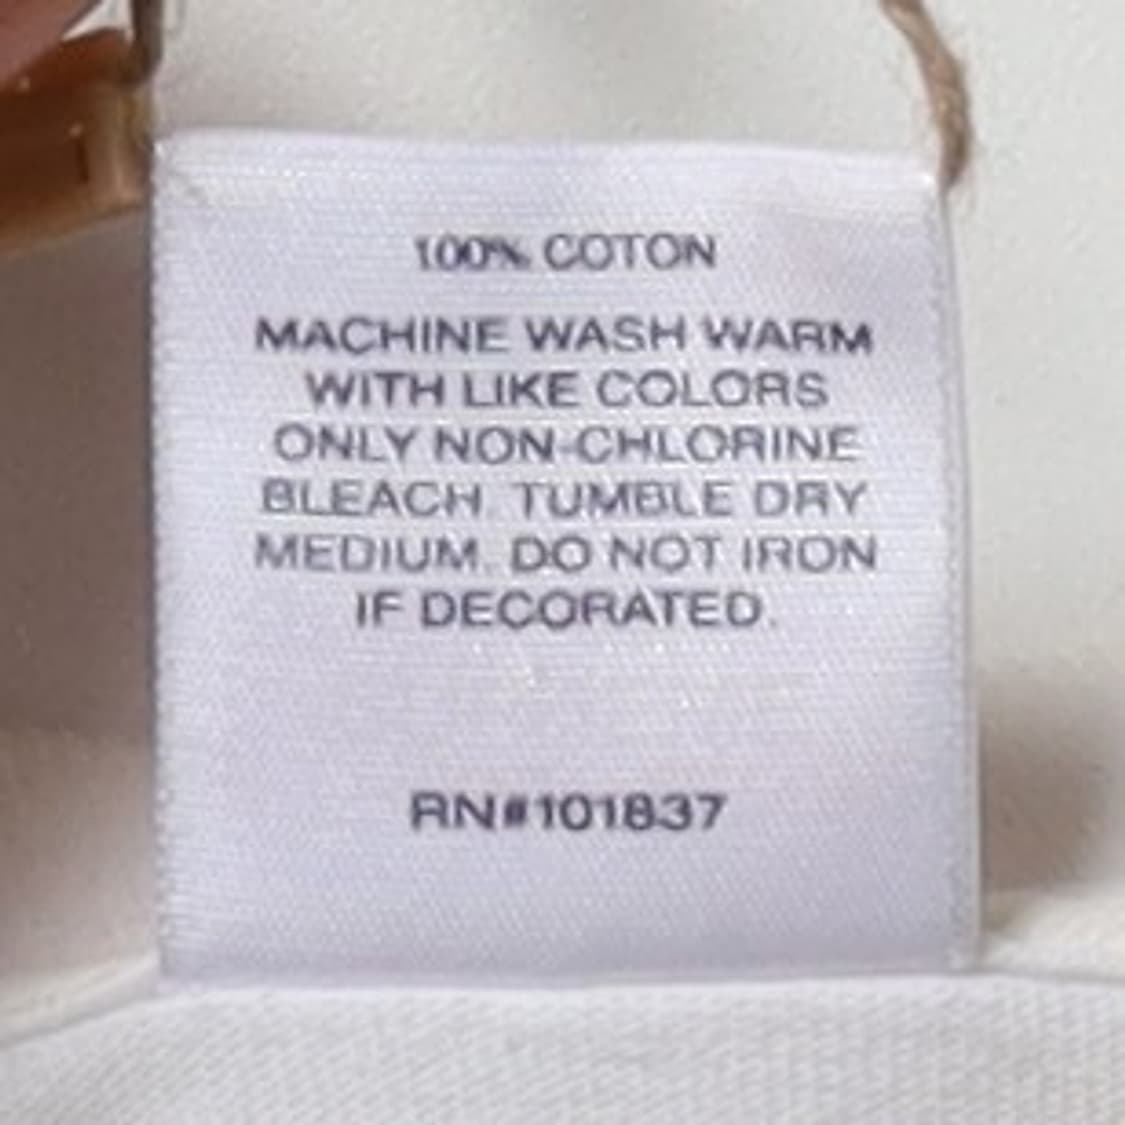 100% COTON
MACHINE WASH WARM
WITH LIKE COLORS
ONLY NON-CHLORINE
BLEACH. TUMBLE DRY
MEDIUM. DO NOT IRON
IF DECORATED.
RN#101837